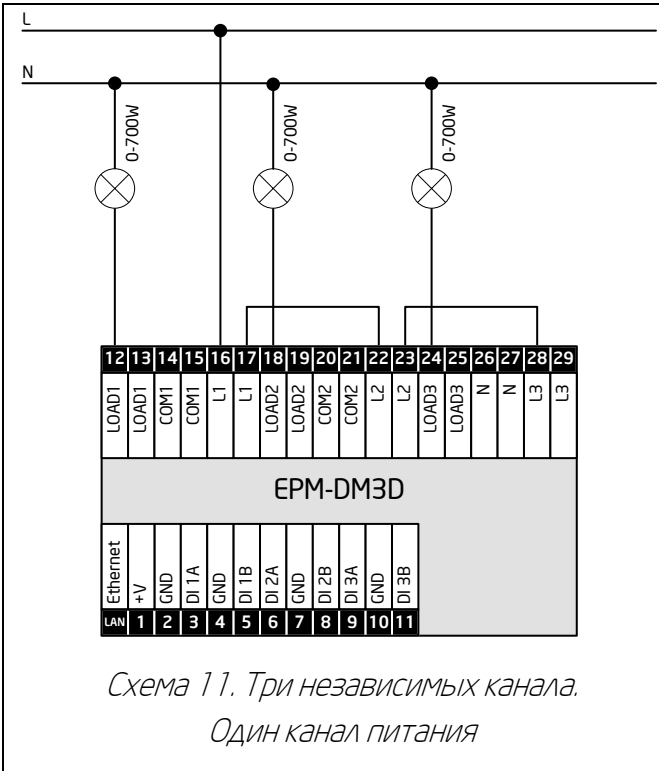 L
N
0-700W 0-700W 0-700W
12 13 14 15 16 17 18 19 20 21 22 23 24 25 26 27 28 29
LOAD1 LOAD1 COM1 COM1 L1 L1 LOAD2 LOAD2 COM2 COM2 L2 L2 LOAD3 LOAD3 N N L3 L3
EPM-DM3D
Ethernet +V GND DI 1A GND DI 1B DI 2A GND DI 2B DI 3A GND DI 3B
LAN 1 2 3 4 5 6 7 8 9 10 11
Схема 11. Три независимых канала.
Один канал питания